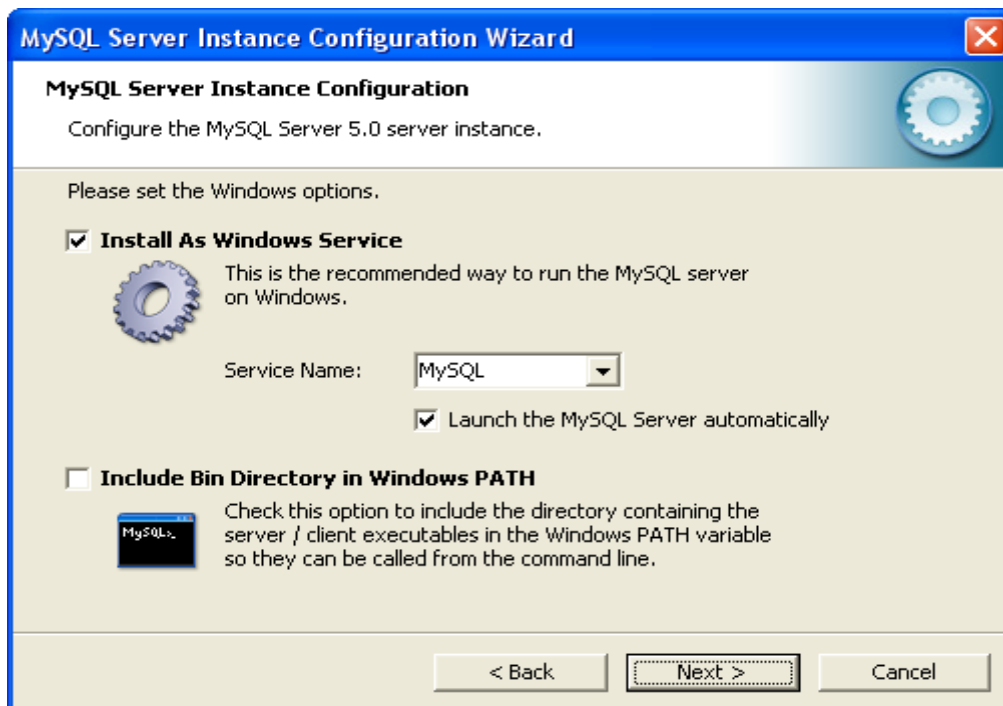 MySQL Server Instance Configuration Wizard
MySQL Server Instance Configuration
Configure the MySQL Server 5.0 server instance.
Please set the Windows options.
Install As Windows Service
This is the recommended way to run the MySQL server
on Windows.
Service Name:
MySQL
Launch the MySQL Server automatically
Include Bin Directory in Windows PATH
MySQL>_
Check this option to include the directory containing the
server / client executables in the Windows PATH variable
so they can be called from the command line.
< Back
Next >
Cancel